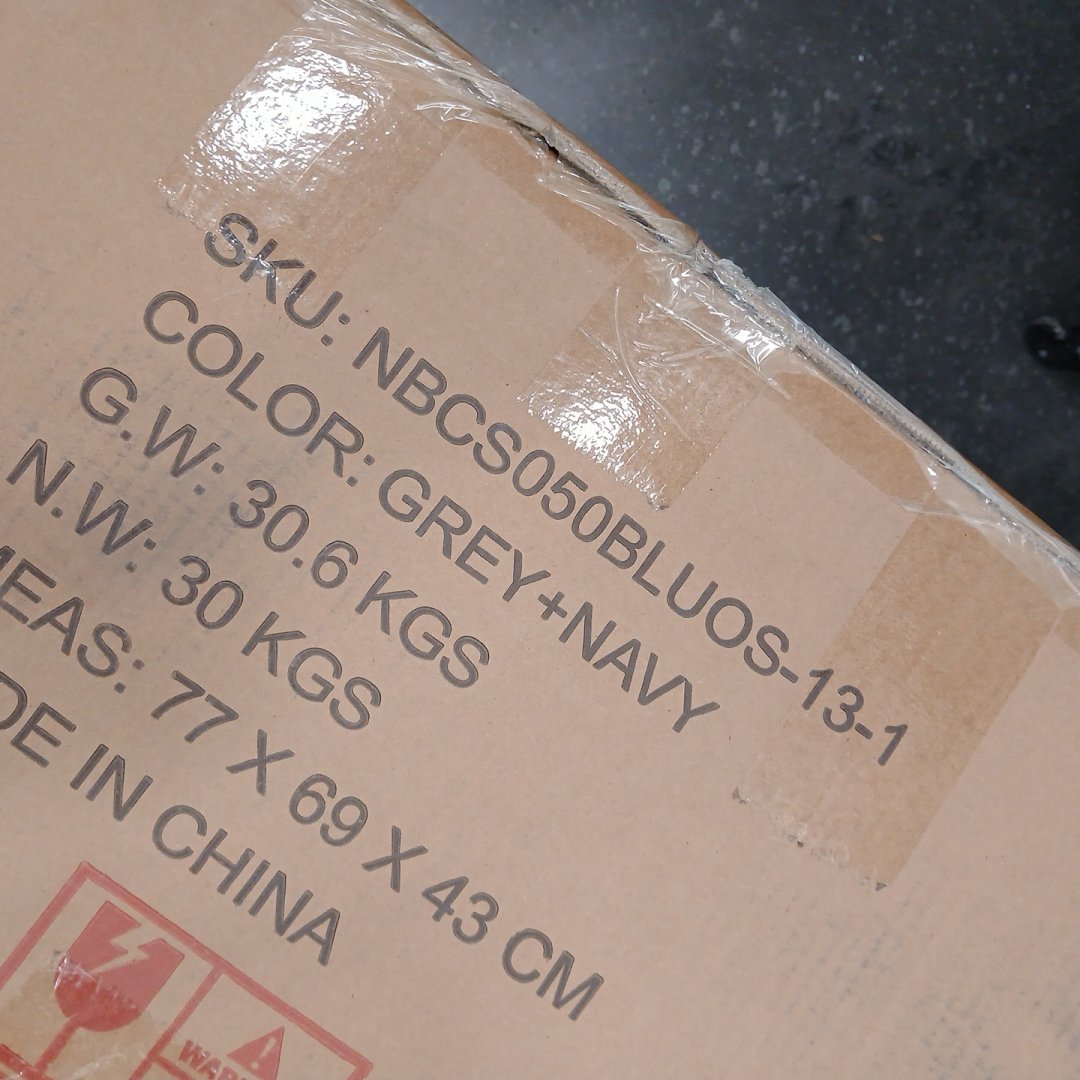 SKU: NBCS050BLUOS-13-1
COLOR: GREY+NAVY
G.W: 30.6 KGS
N.W: 30 KGS
MEAS: 77 X 69 X 43 CM
DE IN CHINA